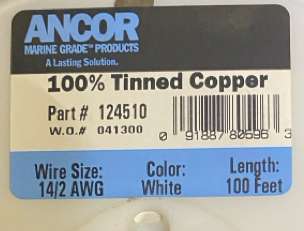 ANCOR
MARINE GRADE™ PRODUCTS
A Lasting Solution.
100% Tinned Copper
Part # 124510
W.O.# 041300
0 91887 80596 3
Wire Size: Color: Length:
14/2 AWG White 100 Feet